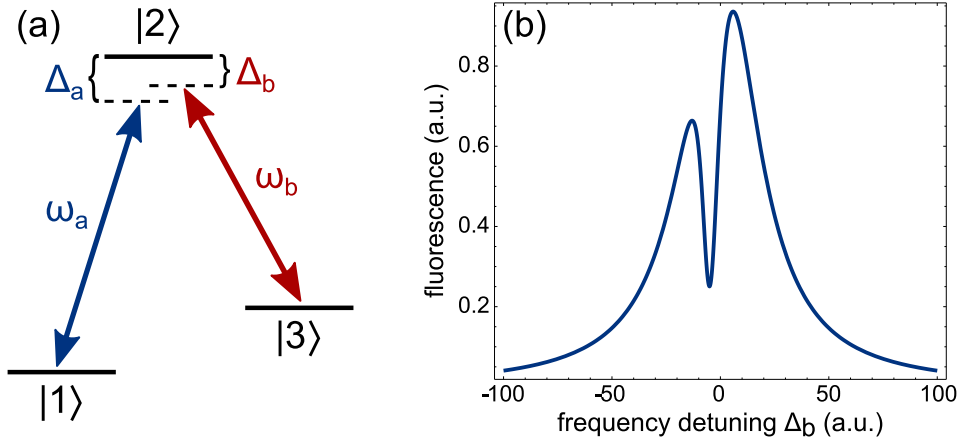 (a)
|2⟩
Δa
Δb
ωa
ωb
|3⟩
|1⟩
(b)
fluorescence (a.u.)
0.8
0.6
0.4
0.2
-100
-50
0
50
100
frequency detuning Δb (a.u.)